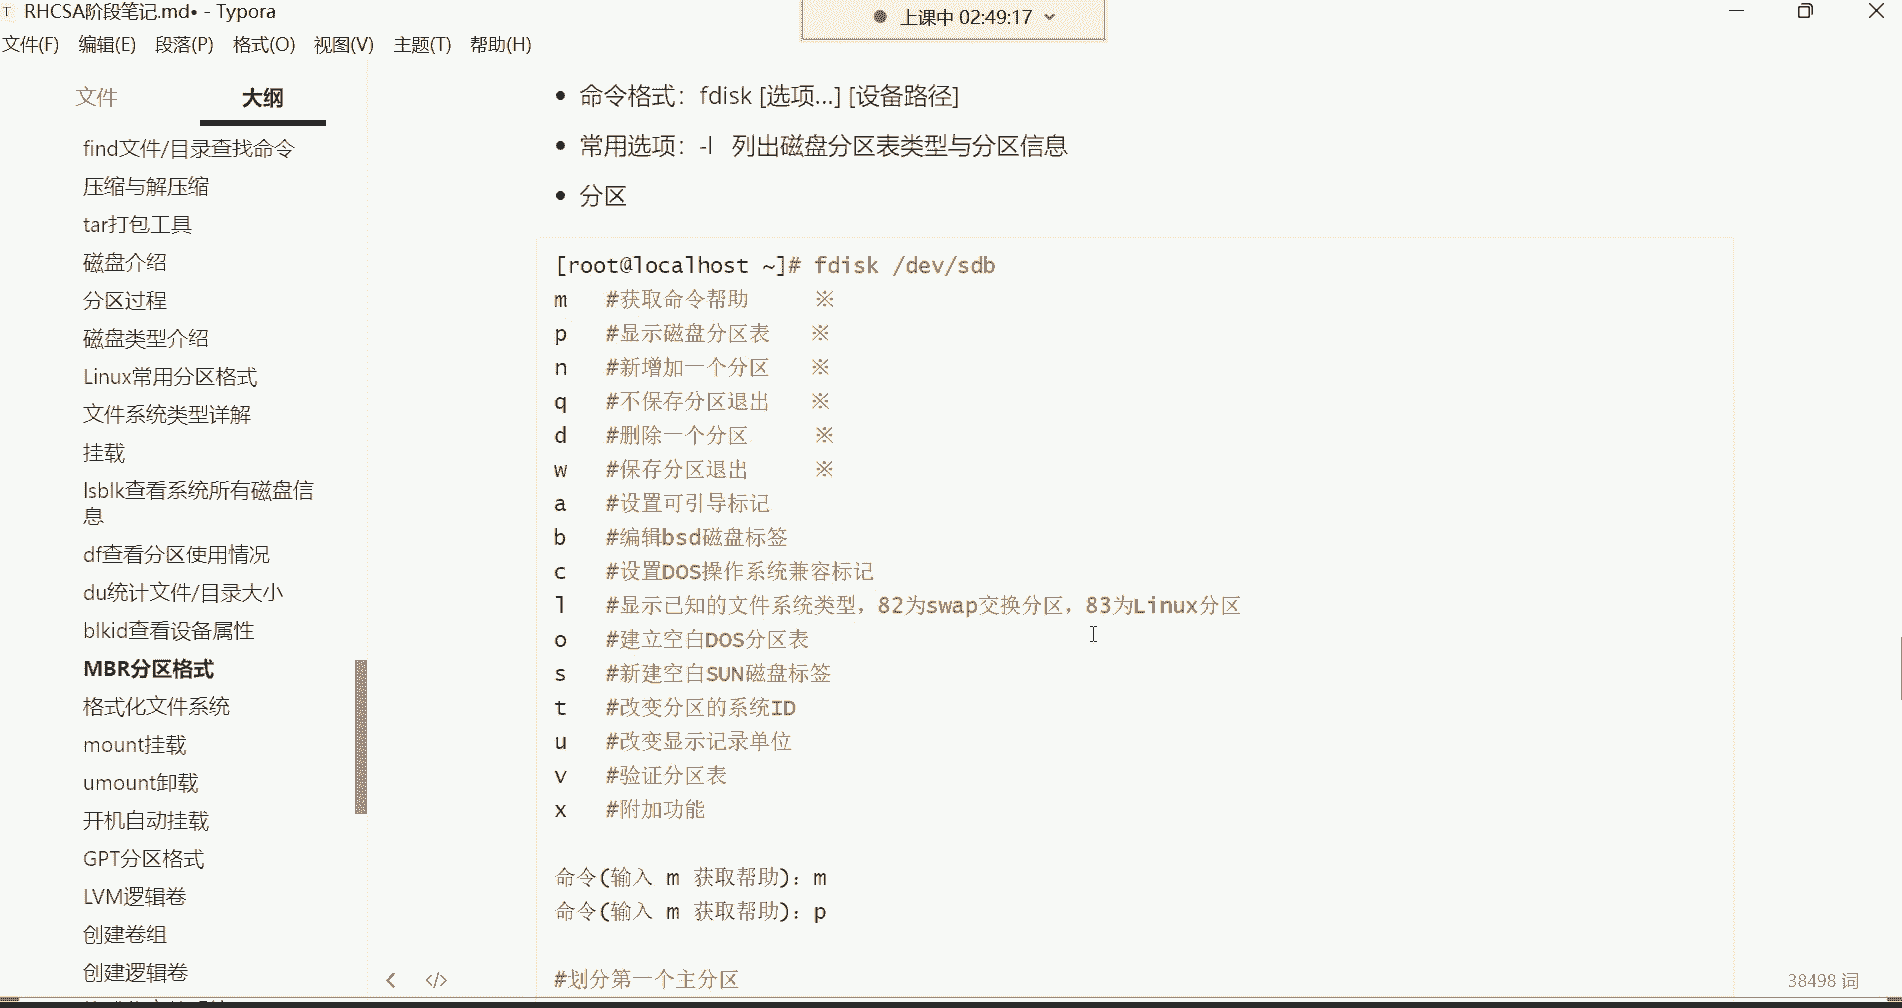 RHCSA阶段笔记.md• - Typora
上课中 02:49:17
文件(F) 编辑(E) 段落(P) 格式(O) 视图(V) 主题(T) 帮助(H)
文件 大纲
find文件/目录查找命令
压缩与解压缩
tar打包工具
磁盘介绍
分区过程
磁盘类型介绍
Linux常用分区格式
文件系统类型详解
挂载
lsblk查看系统所有磁盘信
息
df查看分区使用情况
du统计文件/目录大小
blkid查看设备属性
MBR分区格式
格式化文件系统
mount挂载
umount卸载
开机自动挂载
GPT分区格式
LVM逻辑卷
创建卷组
创建逻辑卷
• 命令格式：fdisk [选项...] [设备路径]
• 常用选项：-l 列出磁盘分区表类型与分区信息
• 分区
[root@localhost ~]# fdisk /dev/sdb
m #获取命令帮助 ※
p #显示磁盘分区表 ※
n #新增加一个分区 ※
q #不保存分区退出 ※
d #删除一个分区 ※
w #保存分区退出 ※
a #设置可引导标记
b #编辑bsd磁盘标签
c #设置DOS操作系统兼容标记
l #显示已知的文件系统类型，82为swap交换分区，83为Linux分区
o #建立空白DOS分区表
s #新建空白SUN磁盘标签
t #改变分区的系统ID
u #改变显示记录单位
v #验证分区表
x #附加功能
命令(输入 m 获取帮助)：m
命令(输入 m 获取帮助)：p
#划分第一个主分区
38498 词